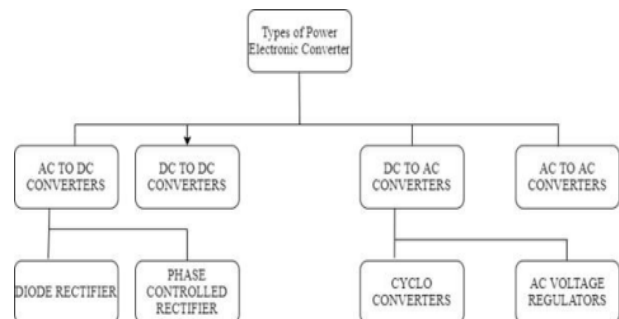 Types of Power
Electronic Converter
AC TO DC
CONVERTERS
DC TO DC
CONVERTERS
DC TO AC
CONVERTERS
AC TO AC
CONVERTERS
DIODE RECTIFIER
PHASE
CONTROLLED
RECTIFIER
CYCLO
CONVERTERS
AC VOLTAGE
REGULATORS